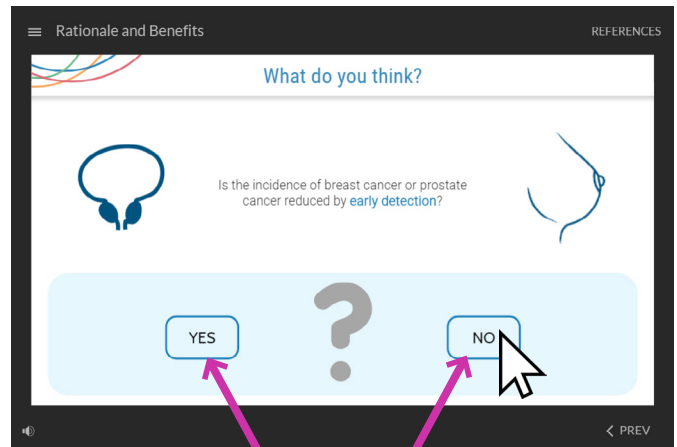 Rationale and Benefits
REFERENCES
What do you think?
Is the incidence of breast cancer or prostate
cancer reduced by early detection?
?
YES
NO
PREV